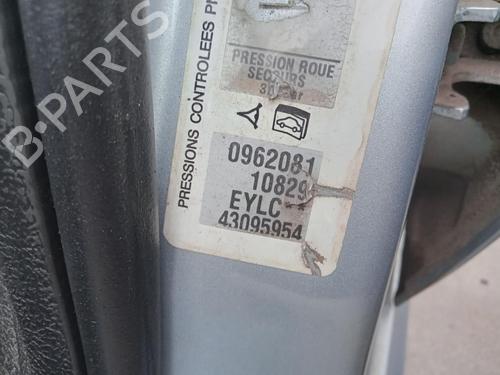 PRESSIONS CONTROLEES
PRESSION ROUE
SECOURS
0962081
10829
EYLC
43095954
B-PARTS